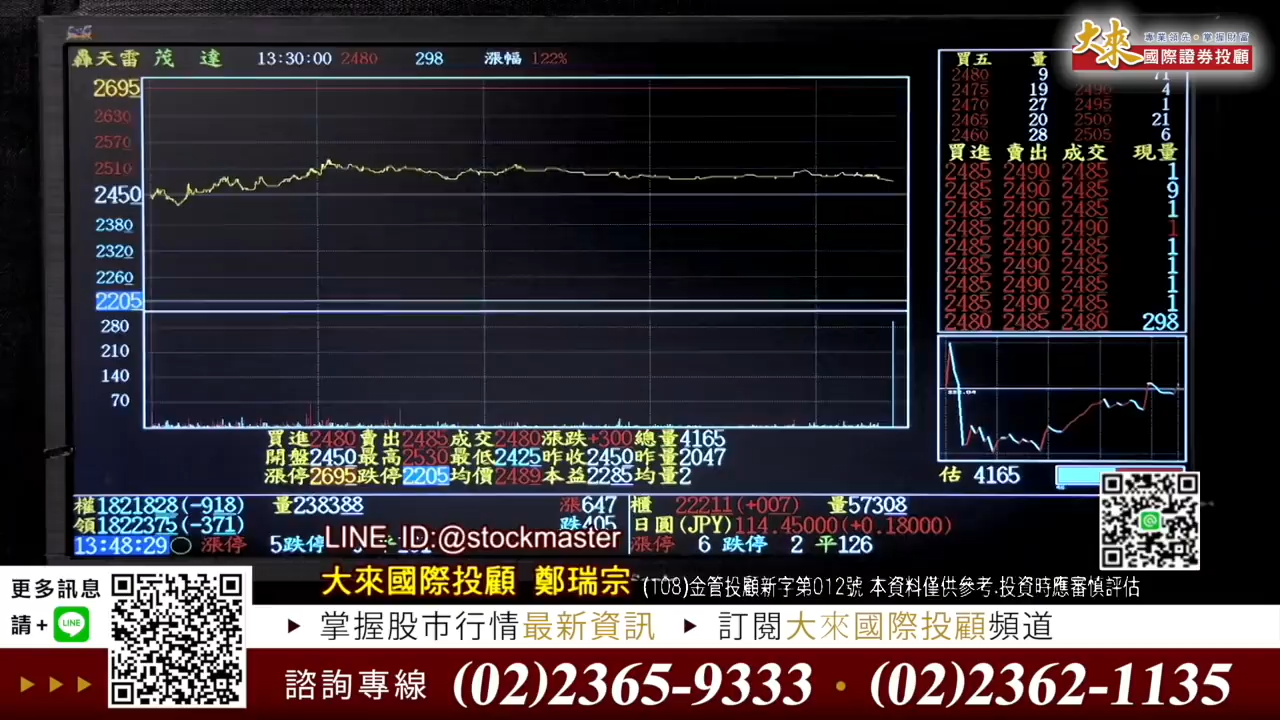 大來 專業領先•掌握財富
國際證券投顧
轟天雷 茂達 13:30:00 2480 298 漲幅 122%
2695
2630
2570
2510
2450
2380
2320
2260
2205
280
210
140
70
買五 量
2480 9 71
2475 19 2490 4
2470 27 2495 1
2465 20 2500 21
2460 28 2505 6
買進 賣出 成交 現量
2485 2490 2485 1
2485 2490 2485 9
2485 2490 2485 1
2485 2490 2490 1
2485 2490 2485 1
2485 2490 2485 1
2485 2490 2485 1
2485 2490 2485 1
2480 2485 2480 298
估 4165
買進2480賣出2485成交2480漲跌+300總量4165
開盤2450最高2530最低2425昨收2450昨量2047
漲停2695跌停2205均價2489本益2285均量2
權1821828(-918) 量238388 漲647 櫃 22211(+007) 量57308
領1822375(-371) 跌405 日圓(JPY)114.45000(+0.18000)
13:48:29 漲停 5跌停 漲停 6 跌停 2 平126
LINE ID:@stockmaster
大來國際投顧 鄭瑞宗 (108)金管投顧新字第012號 本資料僅供參考.投資時應審慎評估
更多訊息
請+ LINE
掌握股市行情最新資訊 訂閱大來國際投顧頻道
諮詢專線 (02)2365-9333 • (02)2362-1135